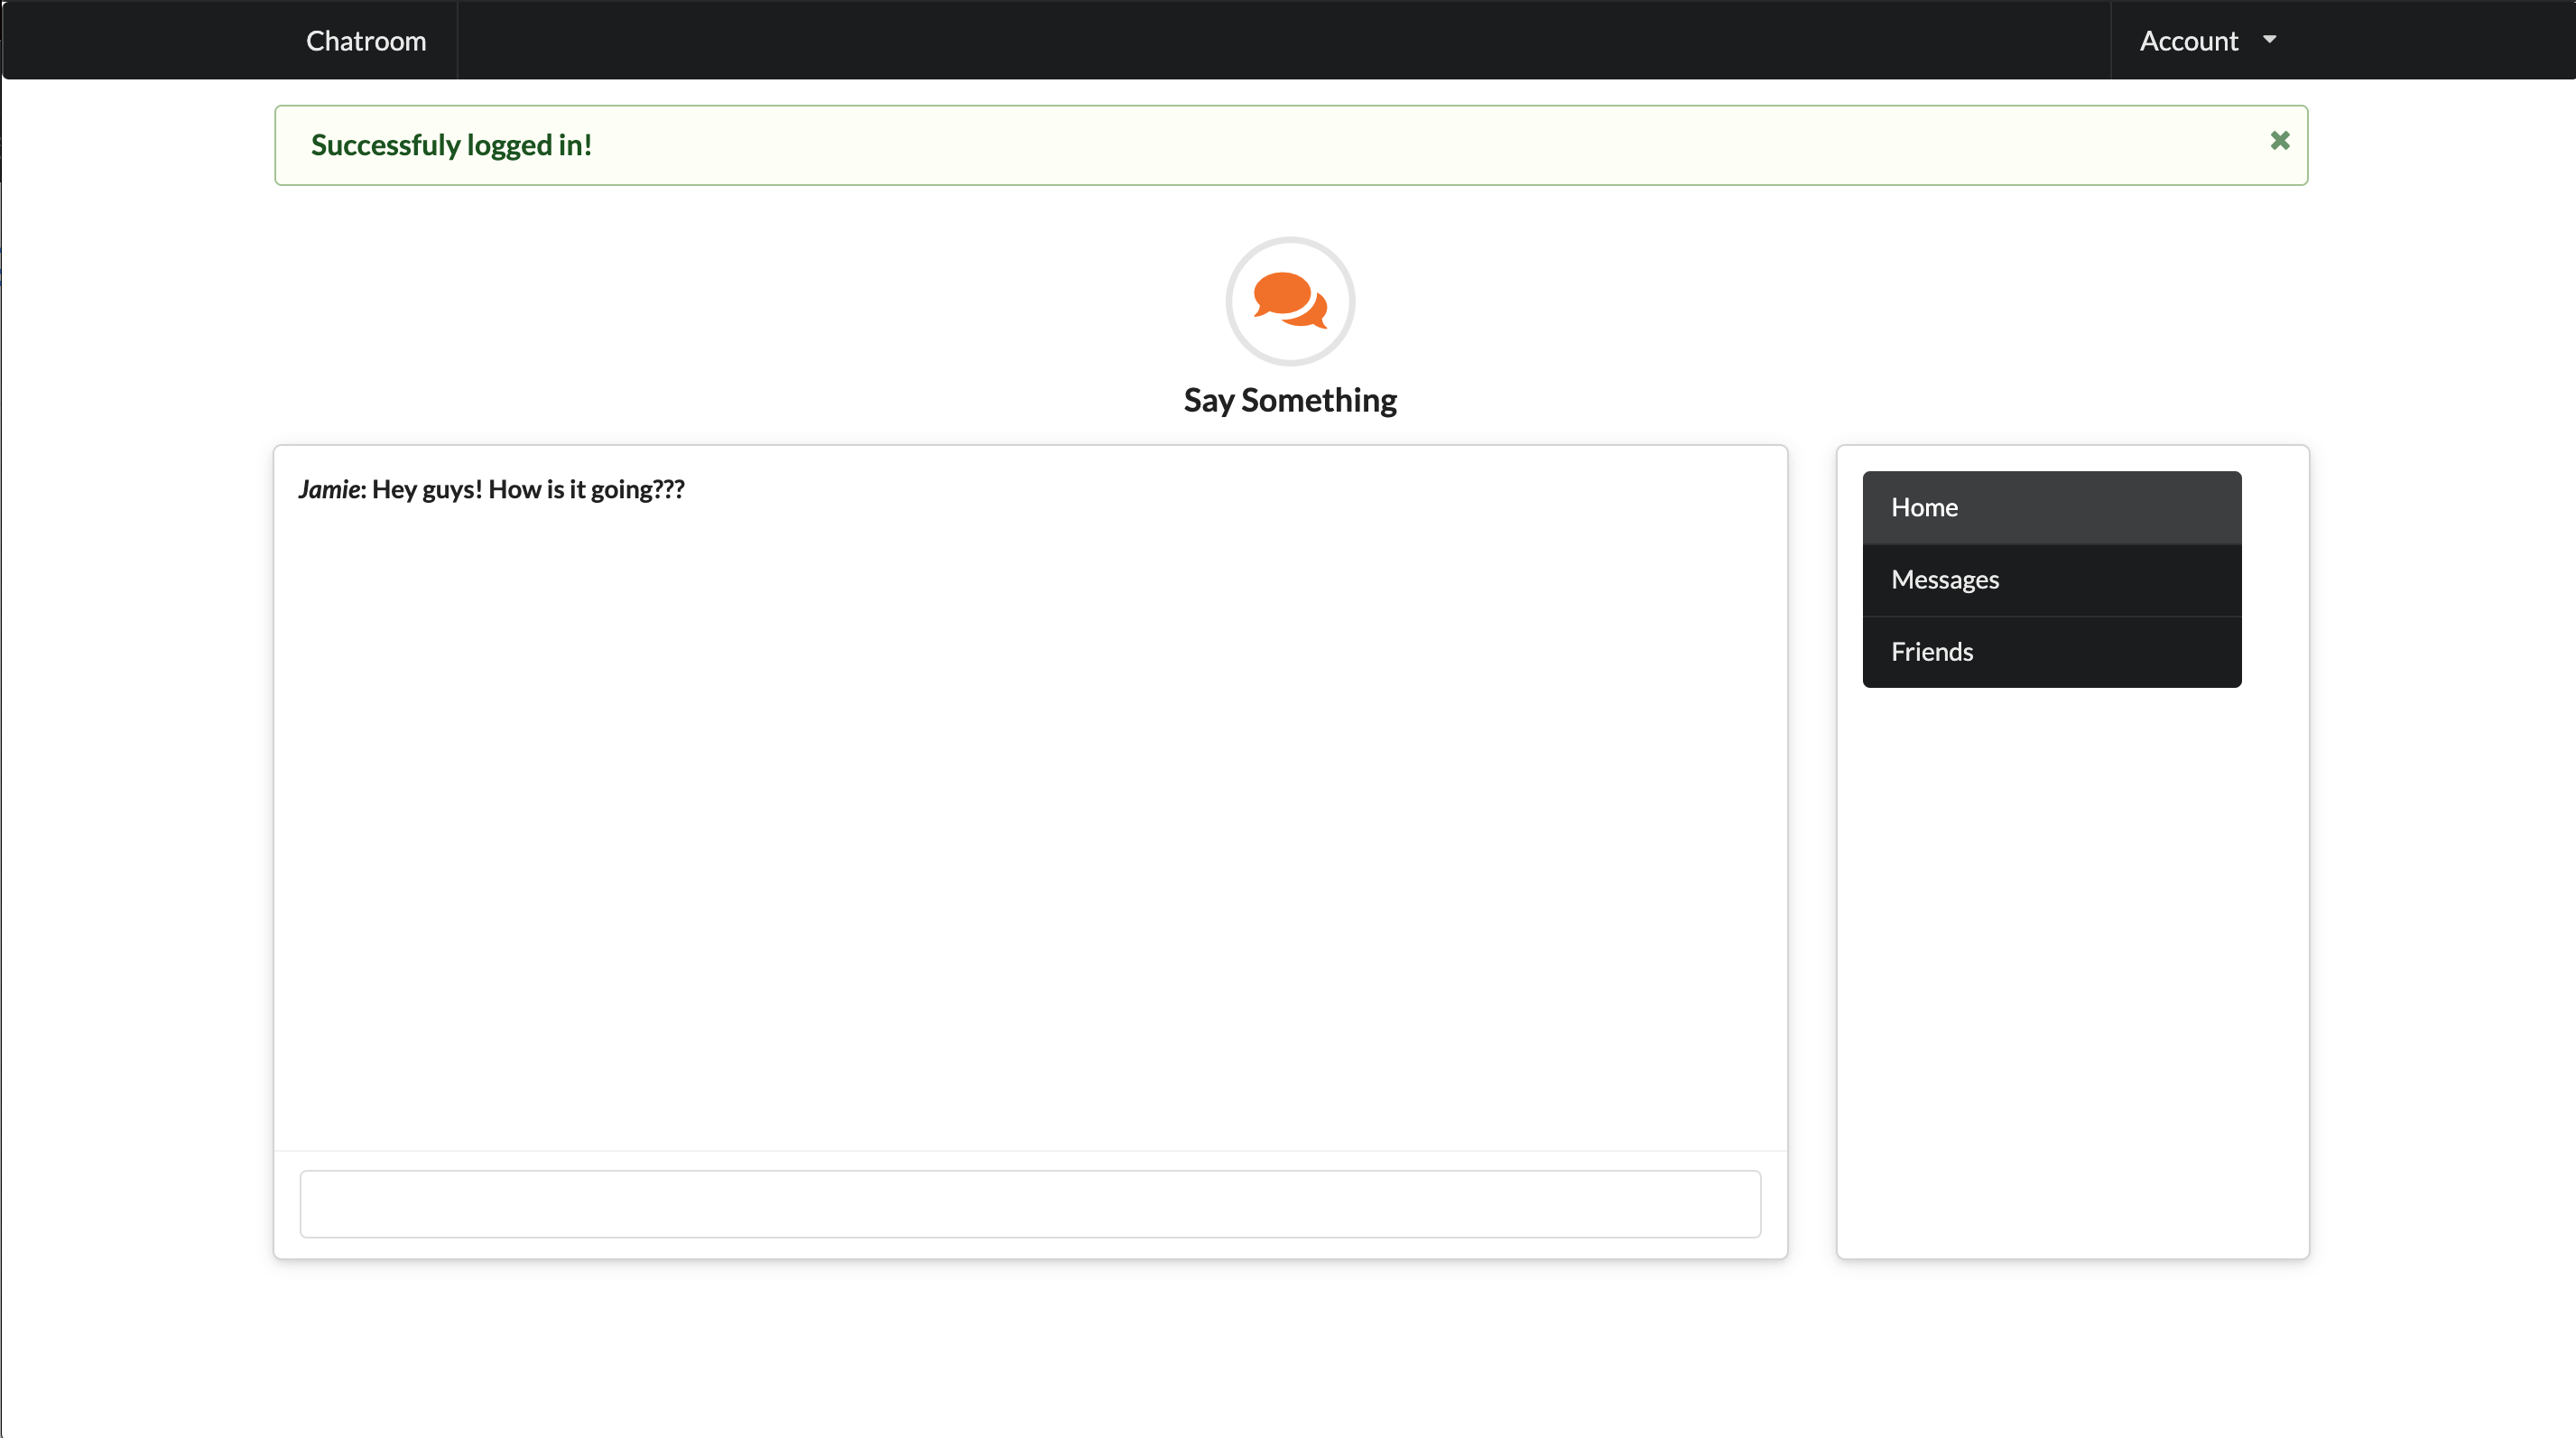 Chatroom
Account
Successfuly logged in!
Say Something
Jamie: Hey guys! How is it going???
Home
Messages
Friends